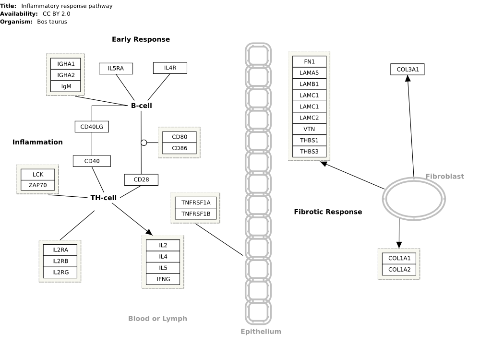 Title: Inflammatory response pathway
Availability: CC BY 2.0
Organism: Bos taurus
Early Response
IGHA1
IGHA2
IgM
IL5RA
IL4R
B-cell
CD40LG
Inflammation
CD80
CD86
CD40
LCK
ZAP70
CD28
TH-cell
TNFRSF1A
TNFRSF1B
IL2RA
IL2RB
IL2RG
IL2
IL4
IL5
IFNG
Blood or Lymph
Epithelium
FN1
LAMA5
LAMB1
LAMC1
LAMC1
LAMC2
VTN
THBS1
THBS3
COL3A1
Fibroblast
Fibrotic Response
COL1A1
COL1A2